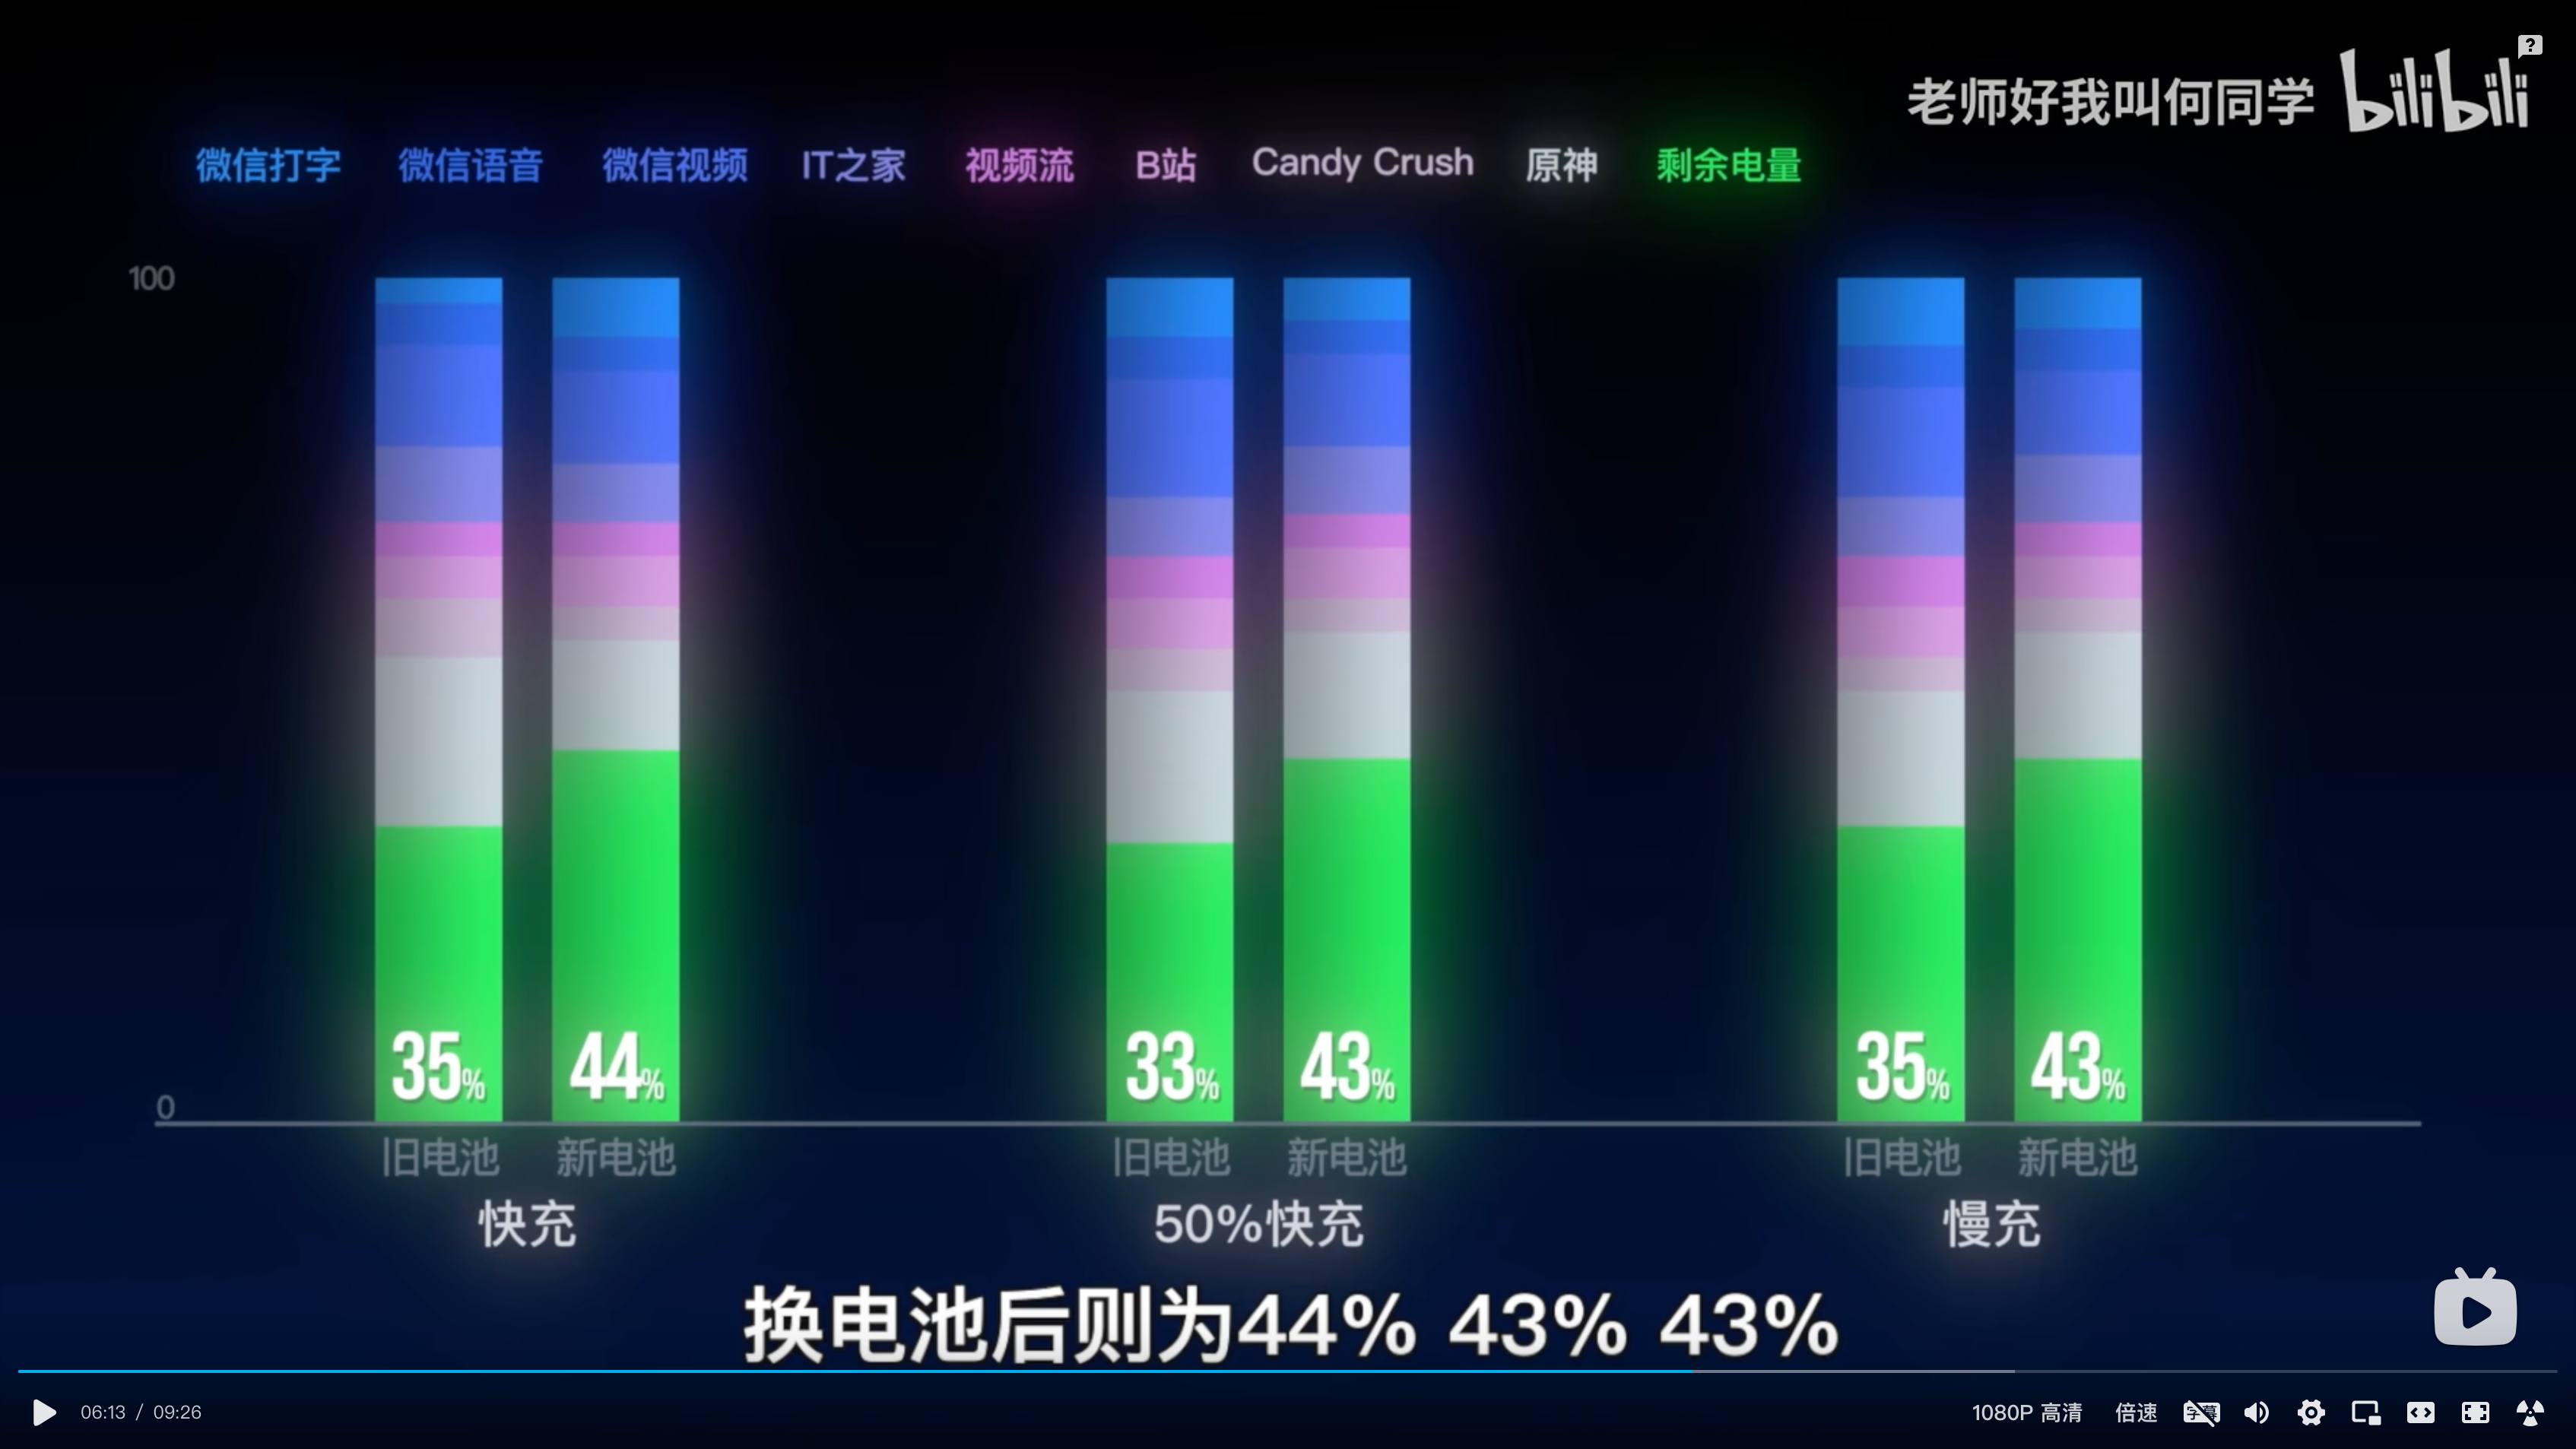 老师好我叫何同学 bilibili
微信打字 微信语音 微信视频 IT之家 视频流 B站 Candy Crush 原神 剩余电量
100
35% 44% 33% 43% 35% 43%
0
旧电池 新电池 旧电池 新电池 旧电池 新电池
快充 50%快充 慢充
换电池后则为44% 43% 43%
06:13 / 09:26 1080P 高清 倍速 字幕